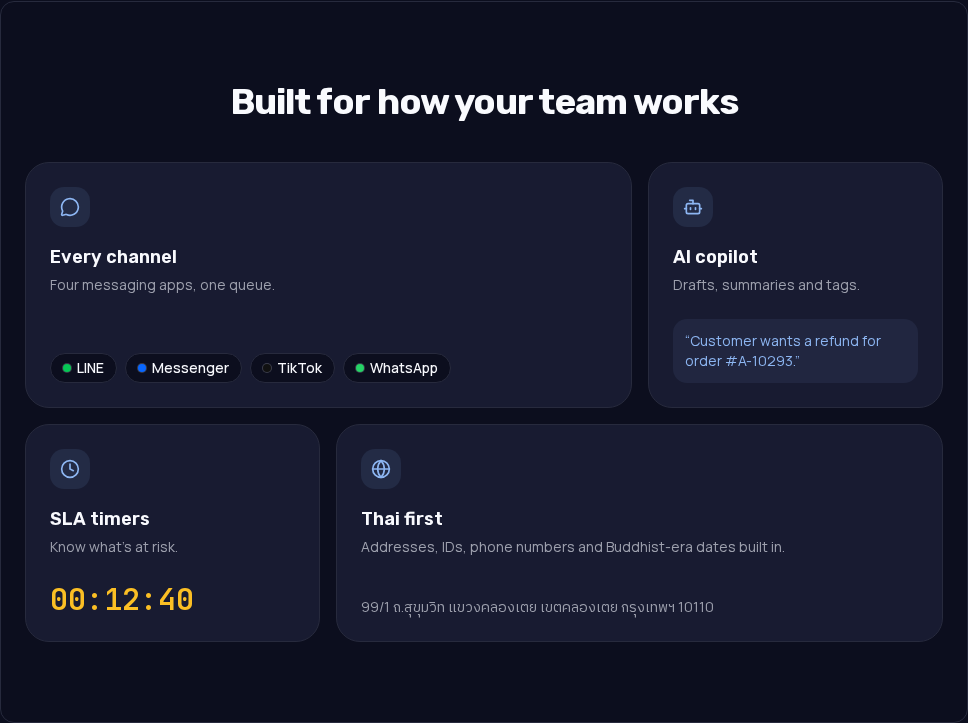 Built for how your team works
Every channel
Four messaging apps, one queue.
LINE
Messenger
TikTok
WhatsApp
AI copilot
Drafts, summaries and tags.
“Customer wants a refund for
order #A-10293.”
SLA timers
Know what’s at risk.
00:12:40
Thai first
Addresses, IDs, phone numbers and Buddhist-era dates built in.
99/1 ถ.สุขุมวิท แขวงคลองเตย เขตคลองเตย กรุงเทพฯ 10110